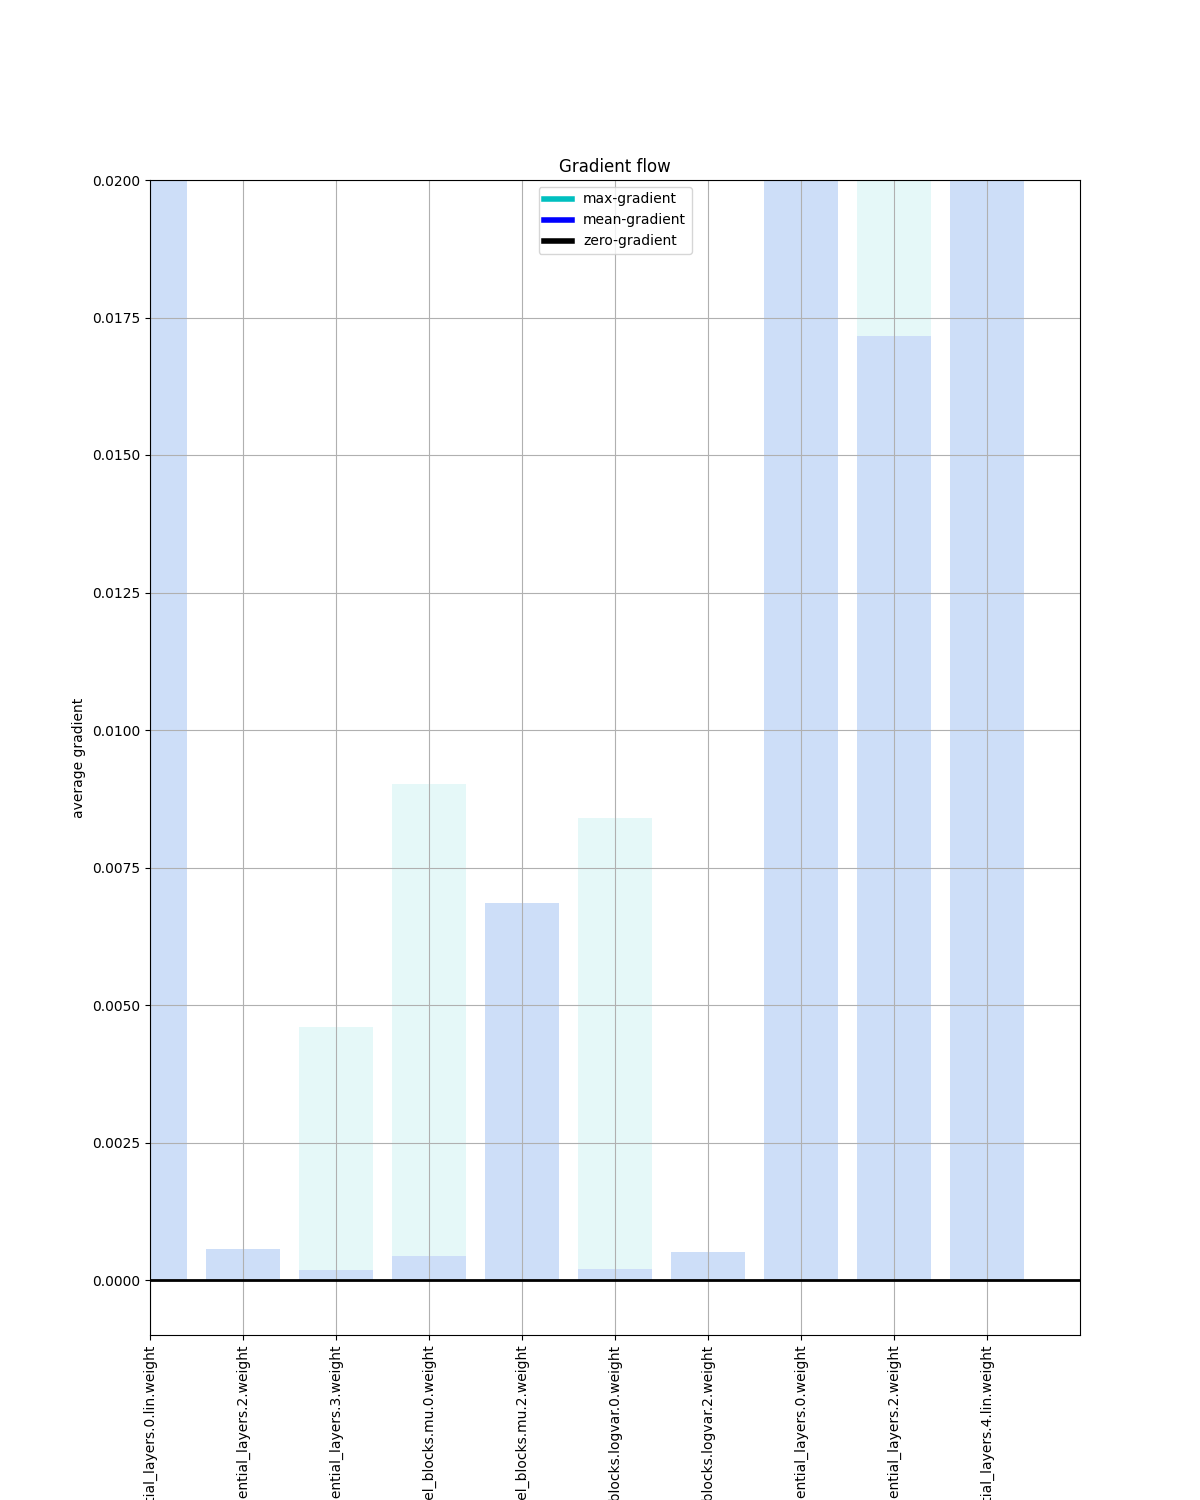 Gradient flow
max-gradient
mean-gradient
zero-gradient
0.0200
0.0175
0.0150
0.0125
0.0100
0.0075
0.0050
0.0025
0.0000
average gradient
tial_layers.0.lin.weight
ential_layers.2.weight
ential_layers.3.weight
el_blocks.mu.0.weight
el_blocks.mu.2.weight
blocks.logvar.0.weight
blocks.logvar.2.weight
ential_layers.0.weight
ential_layers.2.weight
tial_layers.4.lin.weight